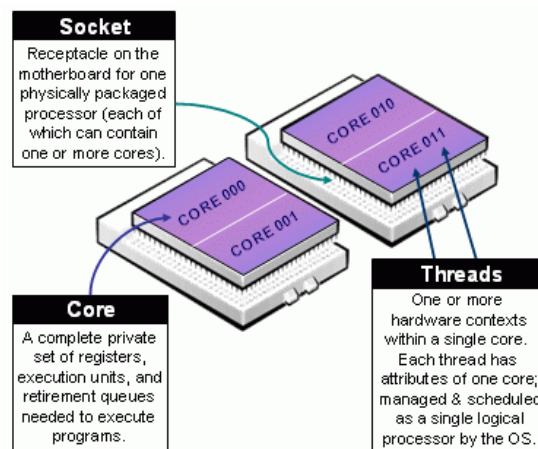 Socket
Receptacle on the
motherboard for one
physically packaged
processor (each of
which can contain
one or more cores).
CORE 010
CORE 011
CORE 000
CORE 001
Core
A complete private
set of registers,
execution units, and
retirement queues
needed to execute
programs.
Threads
One or more
hardware contexts
within a single core.
Each thread has
attributes of one core;
managed & scheduled
as a single logical
processor by the OS.